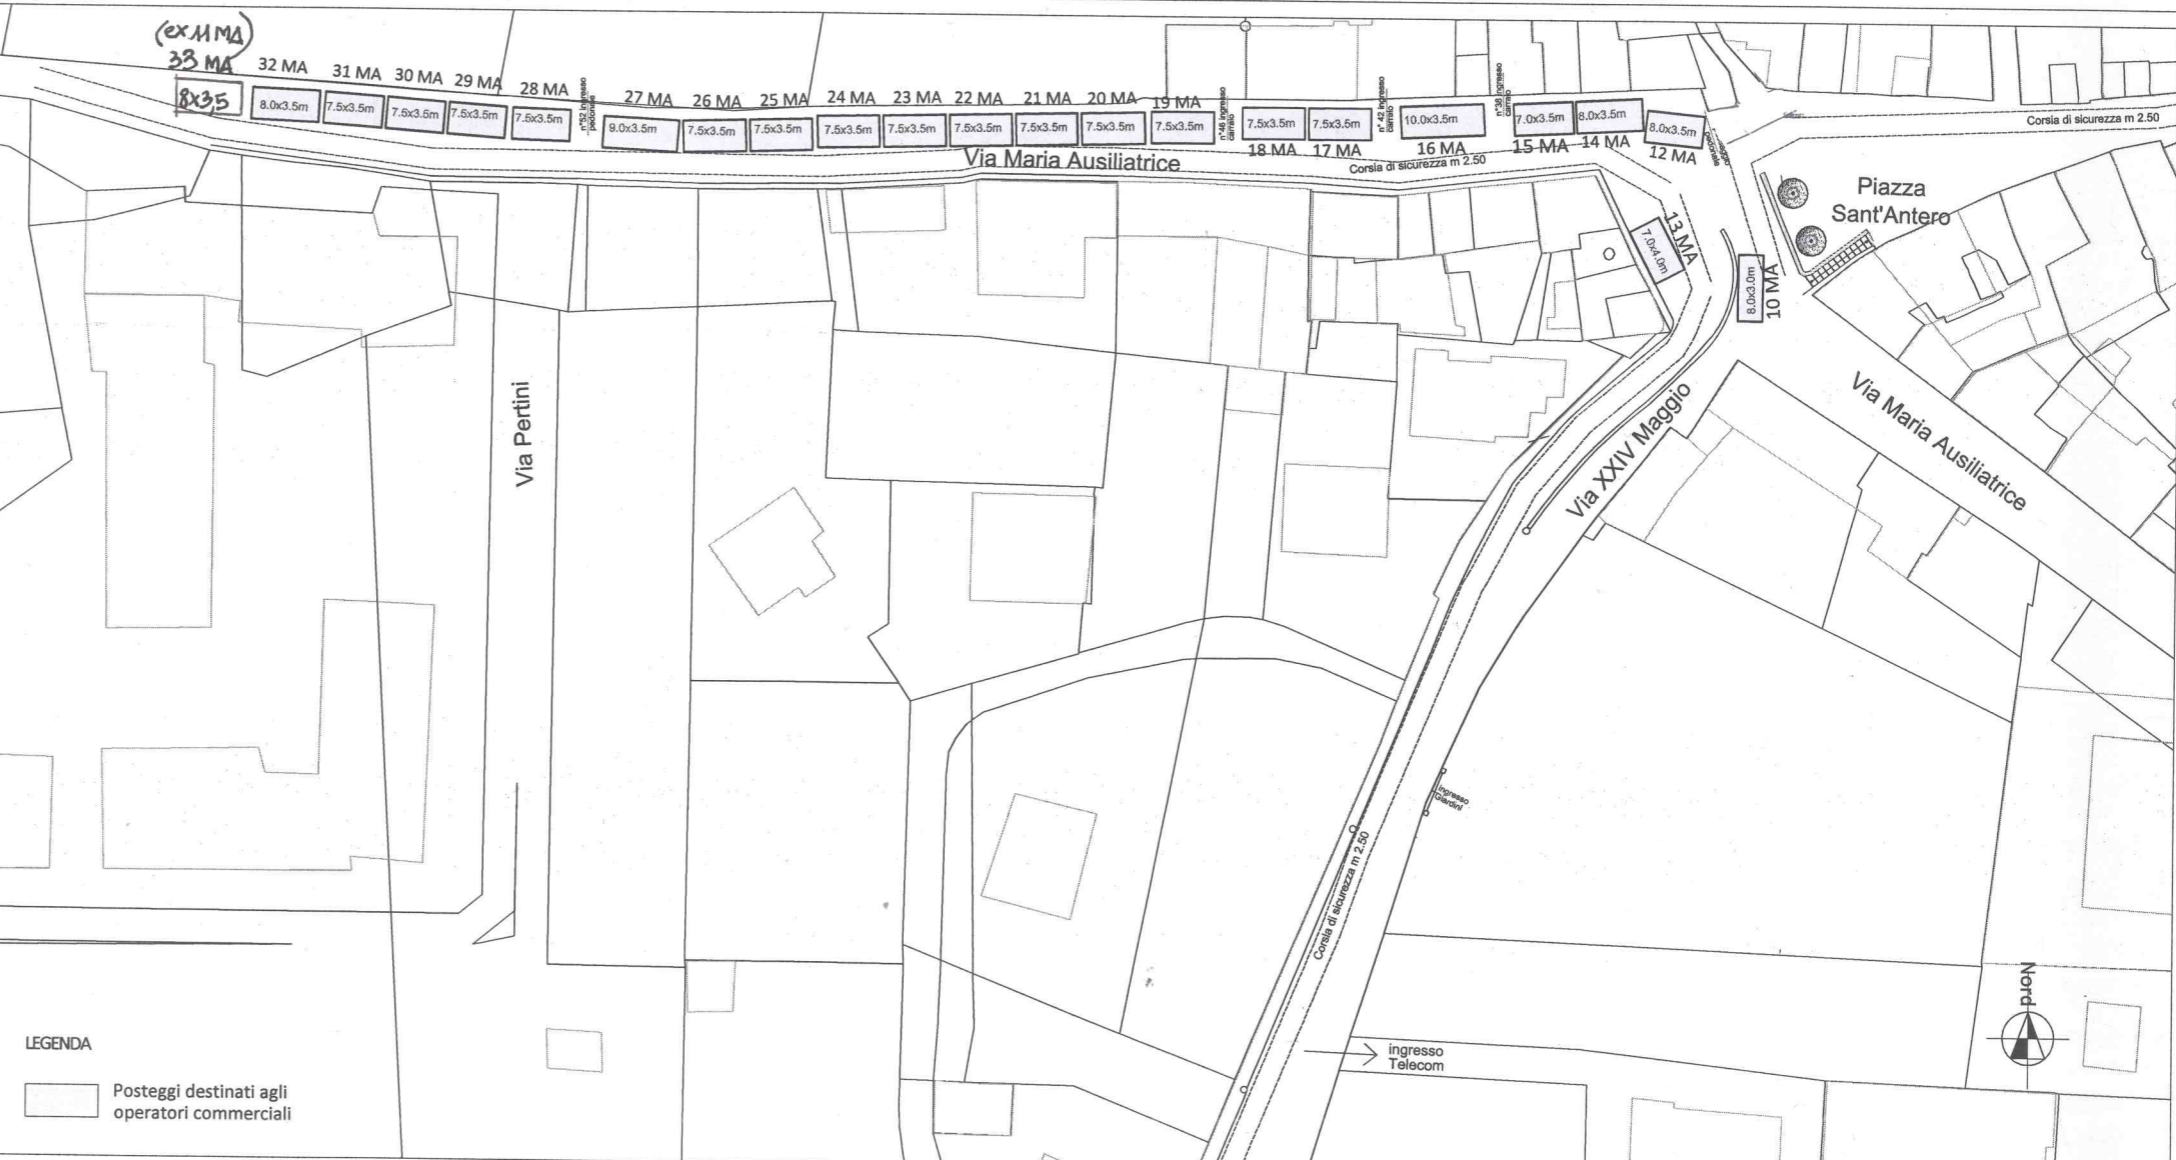 (ex 11 MA)
33 MA
8x3,5
32 MA
8.0x3.5m
31 MA
7.5x3.5m
30 MA
7.5x3.5m
29 MA
7.5x3.5m
28 MA
7.5x3.5m
n°52 ingresso
pedonale
27 MA
9.0x3.5m
26 MA
7.5x3.5m
25 MA
7.5x3.5m
24 MA
7.5x3.5m
23 MA
7.5x3.5m
22 MA
7.5x3.5m
21 MA
7.5x3.5m
20 MA
7.5x3.5m
19 MA
7.5x3.5m
n°46 ingresso
carraio
7.5x3.5m
18 MA
7.5x3.5m
17 MA
n° 42 ingresso
carraio
10.0x3.5m
16 MA
n°38 ingresso
carraio
7.0x3.5m
15 MA
8.0x3.5m
14 MA
8.0x3.5m
12 MA
pedonale
Corsia di sicurezza m 2.50
Via Maria Ausiliatrice
Corsia di sicurezza m 2.50
Piazza
Sant'Antero
13 MA
7.0x4.0m
8.0x3.0m
10 MA
Via Pertini
Via XXIV Maggio
Via Maria Ausiliatrice
ingresso
Giardini
Corsia di sicurezza m 2.50
Nord
ingresso
Telecom
LEGENDA
Posteggi destinati agli
operatori commerciali